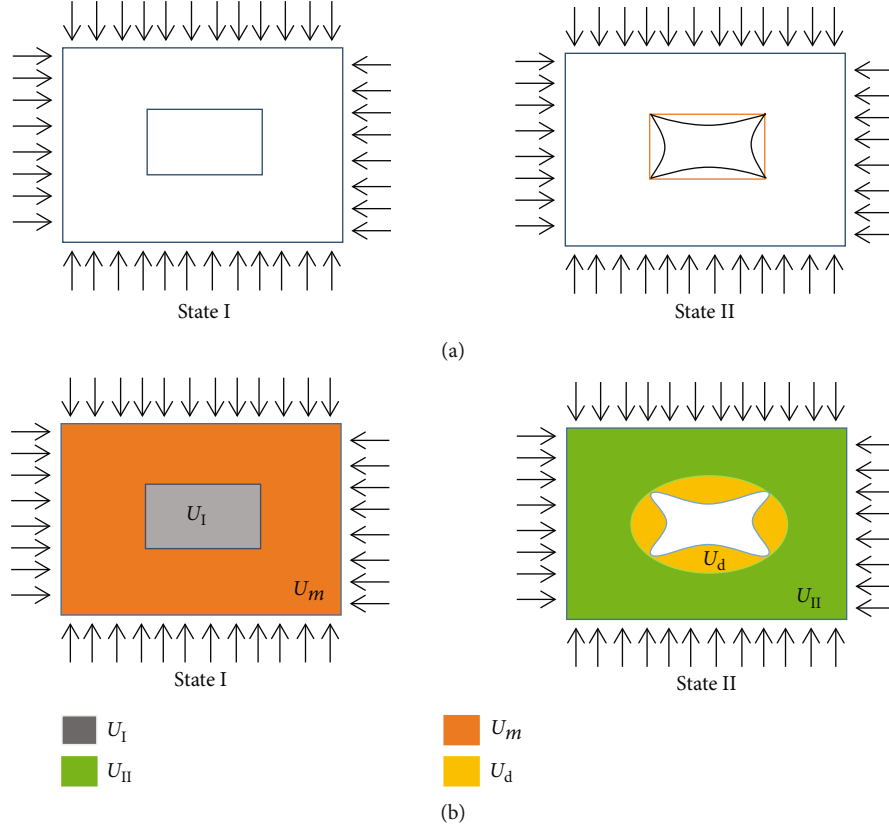 State I
State II
(a)
U_I
U_m
U_d
U_II
State I
State II
U_I
U_m
U_II
U_d
(b)